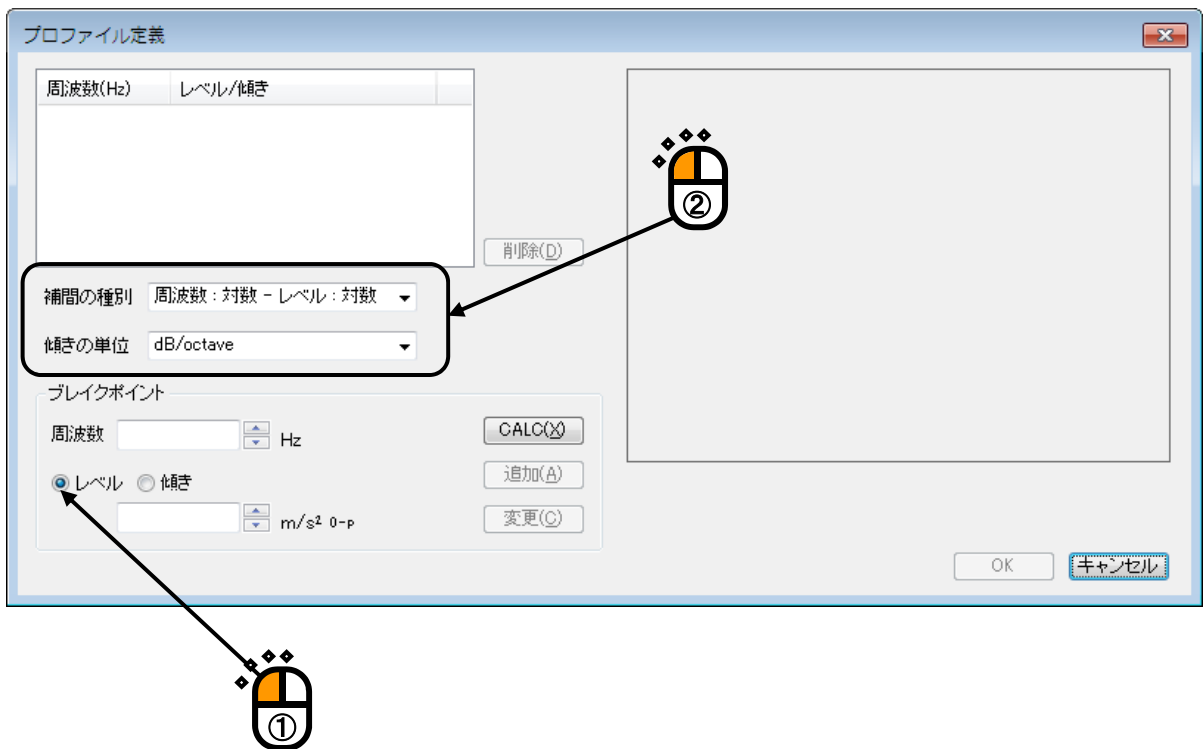 プロファイル定義
周波数(Hz) レベル/傾き
②
削除(D)
補間の種別 周波数：対数 − レベル：対数
傾きの単位 dB/octave
ブレイクポイント
周波数 Hz CALC(X)
レベル 傾き 追加(A)
m/s² 0-P 変更(C)
OK キャンセル
①